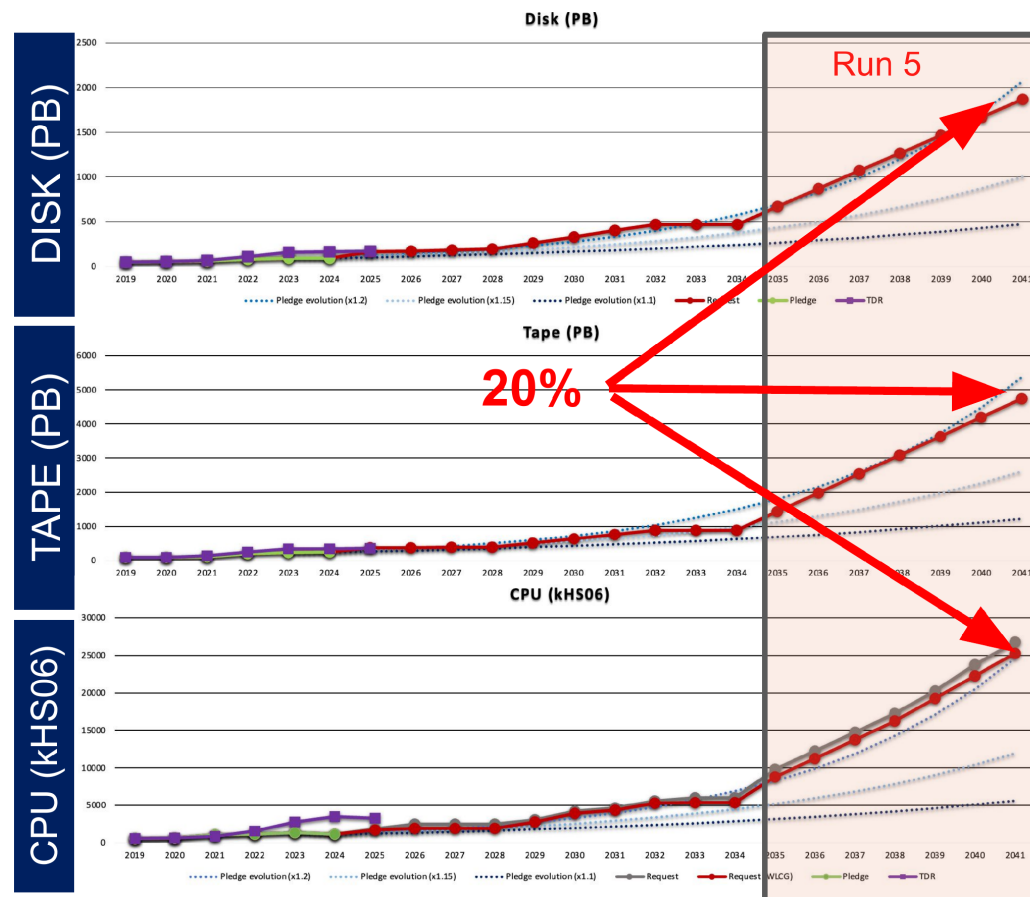 Disk (PB)
DISK (PB)
2500
2000
1500
1000
500
0
Run 5
2019 2020 2021 2022 2023 2024 2025 2026 2027 2028 2029 2030 2031 2032 2033 2034 2035 2036 2037 2038 2039 2040 2041
Pledge evolution (x1.2) Pledge evolution (x1.15) Pledge evolution (x1.1) Request Pledge TDR
Tape (PB)
TAPE (PB)
6000
5000
4000
3000
2000
1000
0
20%
2019 2020 2021 2022 2023 2024 2025 2026 2027 2028 2029 2030 2031 2032 2033 2034 2035 2036 2037 2038 2039 2040 2041
CPU (kHS06)
CPU (kHS06)
30000
25000
20000
15000
10000
5000
0
2019 2020 2021 2022 2023 2024 2025 2026 2027 2028 2029 2030 2031 2032 2033 2034 2035 2036 2037 2038 2039 2040 2041
Pledge evolution (x1.2) Pledge evolution (x1.15) Pledge evolution (x1.1) Request Request (WLCG) Pledge TDR